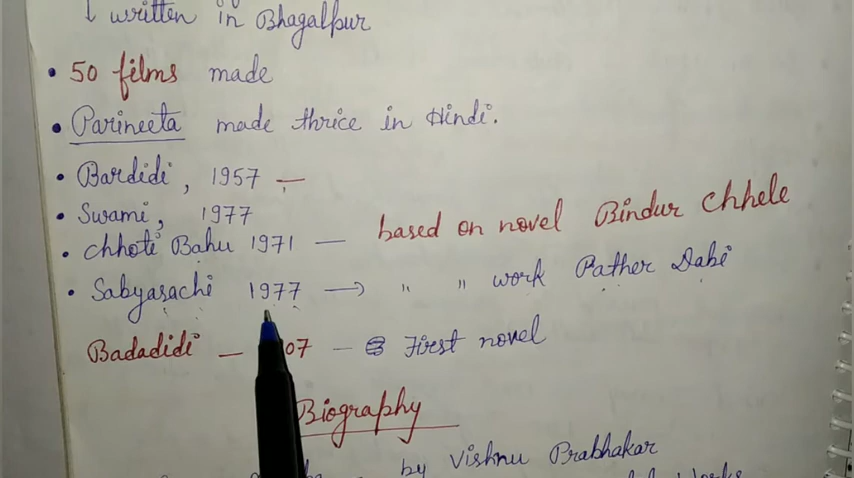 ↓ written in Bhagalpur
• 50 films made
• Parineeta made thrice in Hindi.
• Bardidi, 1957 —
• Swami, 1977
• Chhoti Bahu 1971 — based on novel Bindur Chhele
• Sabyasachi 1977 → " " work Pather Dabi
Badadidi — 07 — First novel
Biography
by Vishnu Prabhakar
Works